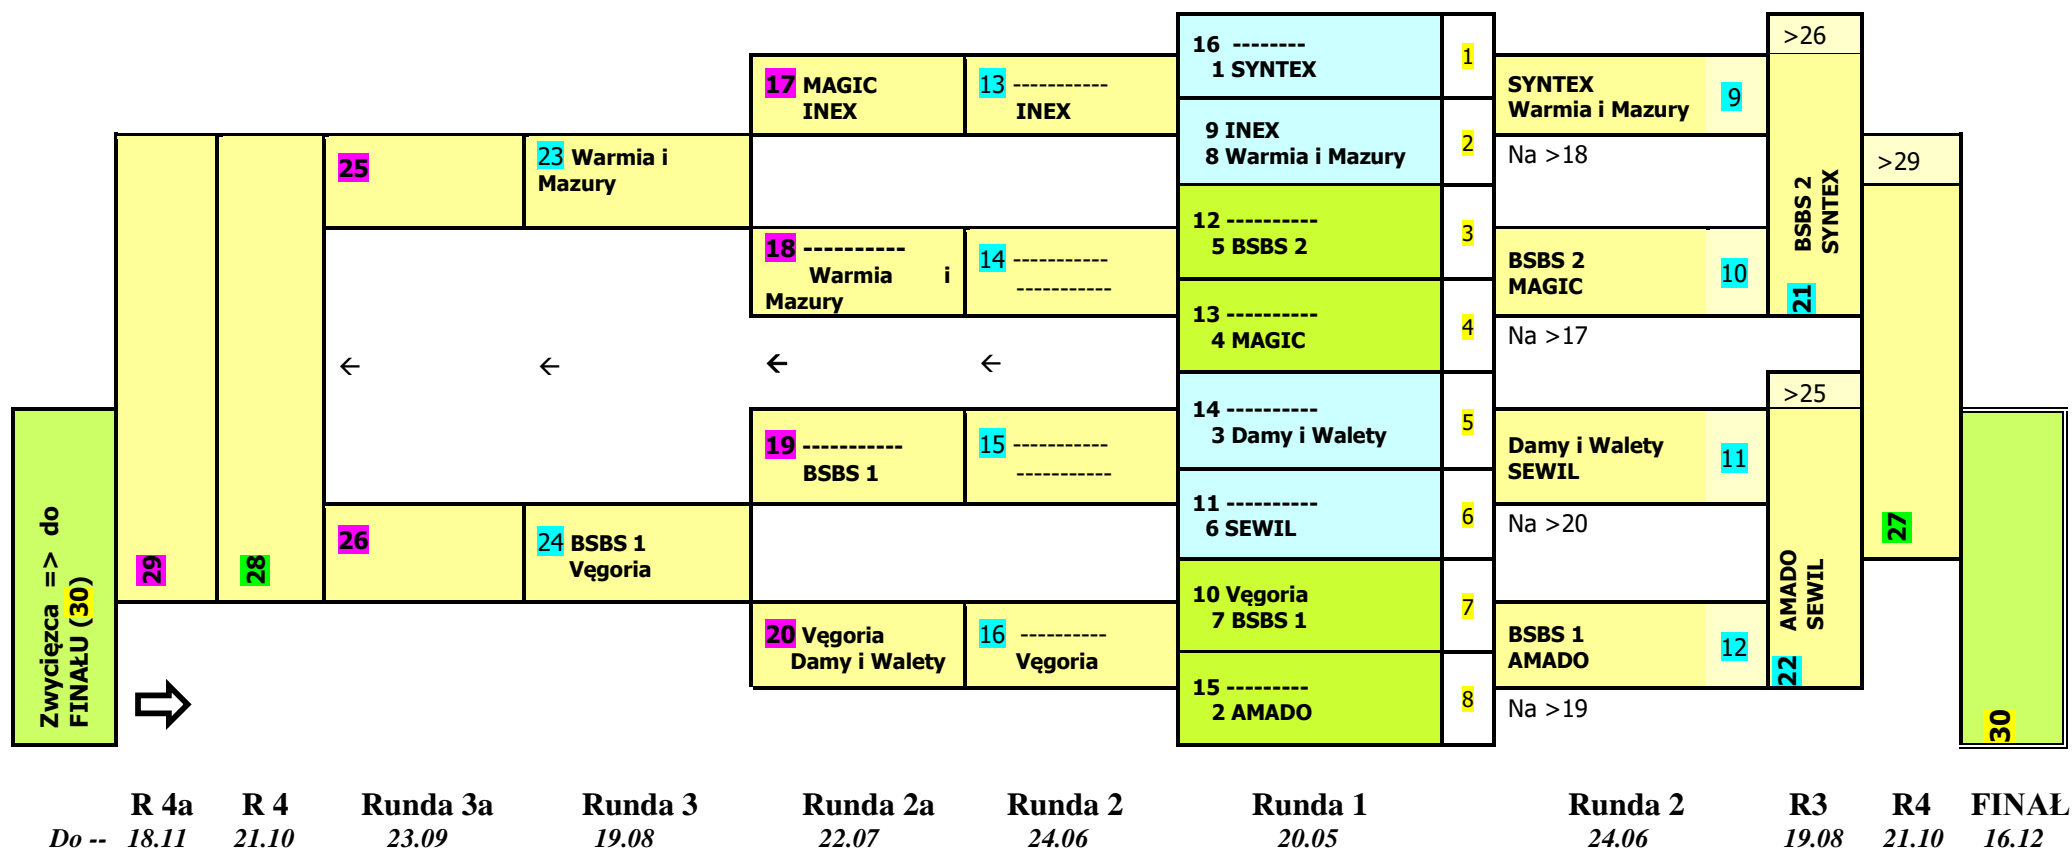 Zwycięzca => do
FINAŁU (30)
29
28
25
23 Warmia i
Mazury
26
24 BSBS 1
Vęgoria
17 MAGIC
INEX
13 -----------
INEX
18 ----------
Warmia i
Mazury
14 -----------
-----------
19 -----------
BSBS 1
15 -----------
-----------
20 Vęgoria
Damy i Walety
16 ----------
Vęgoria
←
←
←
←
16 --------
1 SYNTEX
1
9 INEX
8 Warmia i Mazury
2
12 ----------
5 BSBS 2
3
13 ----------
4 MAGIC
4
14 ----------
3 Damy i Walety
5
11 ----------
6 SEWIL
6
10 Vęgoria
7 BSBS 1
7
15 ---------
2 AMADO
8
SYNTEX
Warmia i Mazury
9
Na >18
BSBS 2
MAGIC
10
Na >17
Damy i Walety
SEWIL
11
Na >20
BSBS 1
AMADO
12
Na >19
>26
21 BSBS 2
SYNTEX
>25
22 AMADO
SEWIL
>29
27
30
R 4a R 4 Runda 3a Runda 3 Runda 2a Runda 2 Runda 1 Runda 2 R3 R4 FINAŁ
Do -- 18.11 21.10 23.09 19.08 22.07 24.06 20.05 24.06 19.08 21.10 16.12